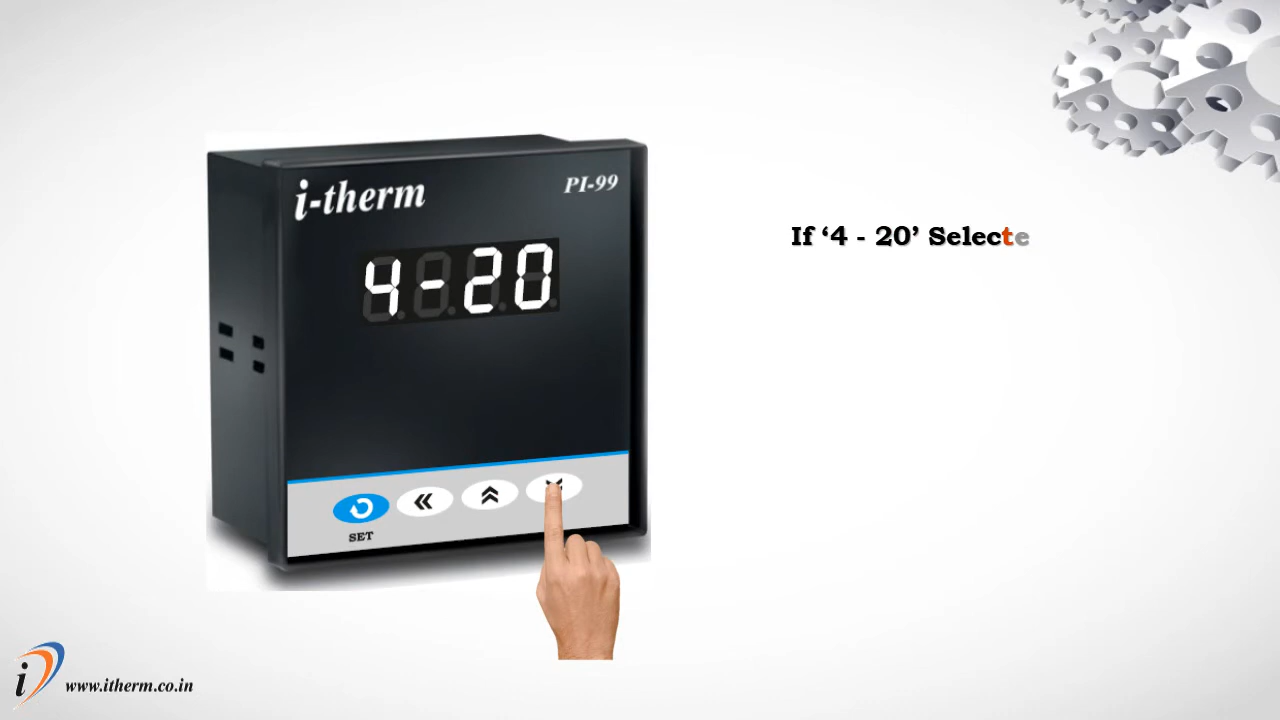 i-therm
PI-99
If ‘4 - 20’ Selecte
4-20
SET
i
www.itherm.co.in